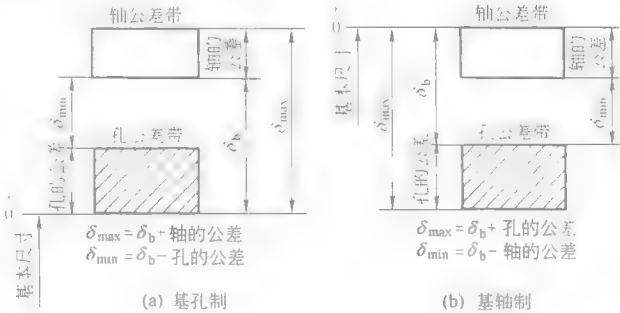 轴公差带
轴的公差
δmin
δb
δmax
孔公差带
孔的公差
0
基本尺寸
δmax=δb+轴的公差
δmin=δb-孔的公差
(a) 基孔制
轴公差带
0
轴的公差
基本尺寸
δb
δmax
δmin
孔公差带
孔的公差
δmax=δb+孔的公差
δmin=δb-轴的公差
(b) 基轴制